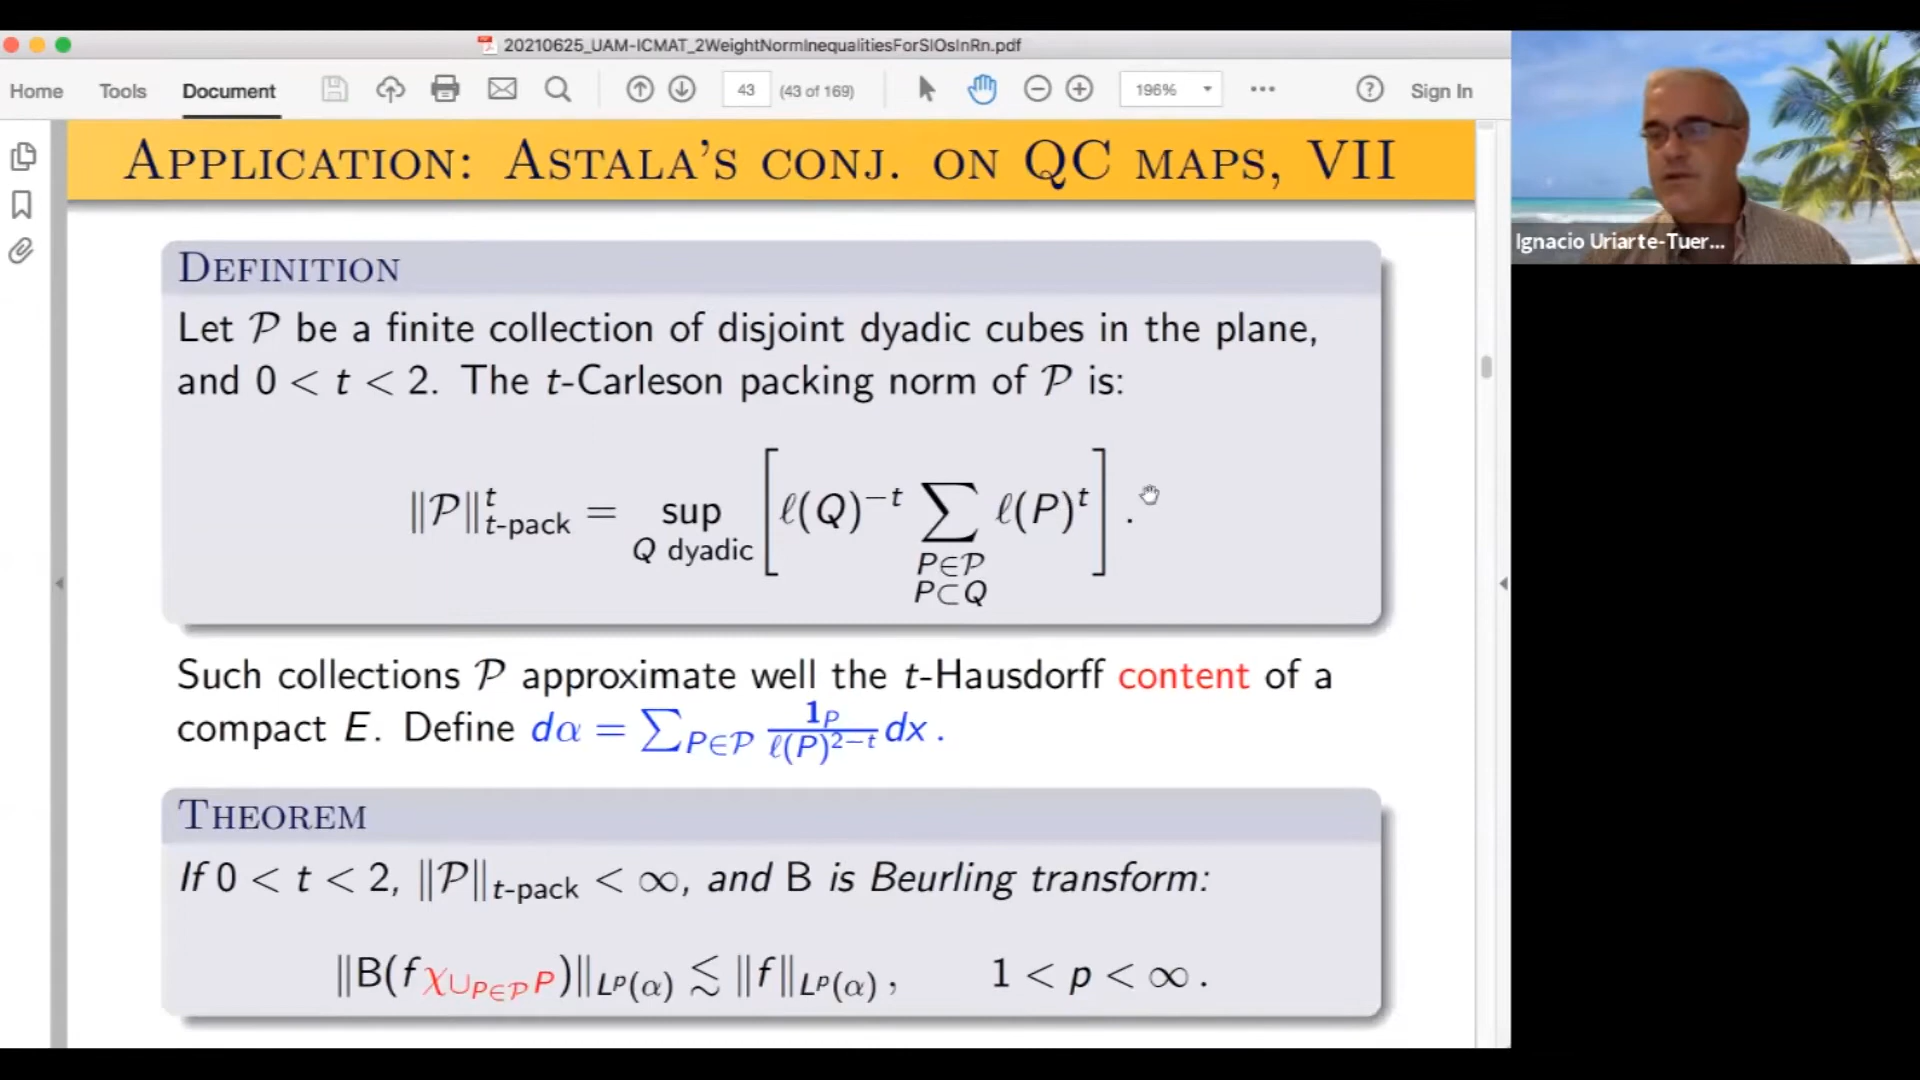 20210625_UAM-ICMAT_2WeightNormInequalitiesForSIOsInRn.pdf
Home Tools Document 43 (43 of 169) 196% Sign In
APPLICATION: ASTALA'S CONJ. ON QC MAPS, VII
Ignacio Uriarte-Tuer...
DEFINITION
Let 𝒫 be a finite collection of disjoint dyadic cubes in the plane,
and 0 < t < 2. The t-Carleson packing norm of 𝒫 is:
‖𝒫‖^t_{t-pack} = sup_{Q dyadic} [ ℓ(Q)^{−t} ∑_{P∈𝒫, P⊂Q} ℓ(P)^t ] .
Such collections 𝒫 approximate well the t-Hausdorff content of a
compact E. Define dα = ∑_{P∈𝒫} 1_P / ℓ(P)^{2−t} dx .
THEOREM
If 0 < t < 2, ‖𝒫‖_{t-pack} < ∞, and B is Beurling transform:
‖B(fχ_{∪_{P∈𝒫} P})‖_{L^p(α)} ≲ ‖f‖_{L^p(α)} , 1 < p < ∞ .